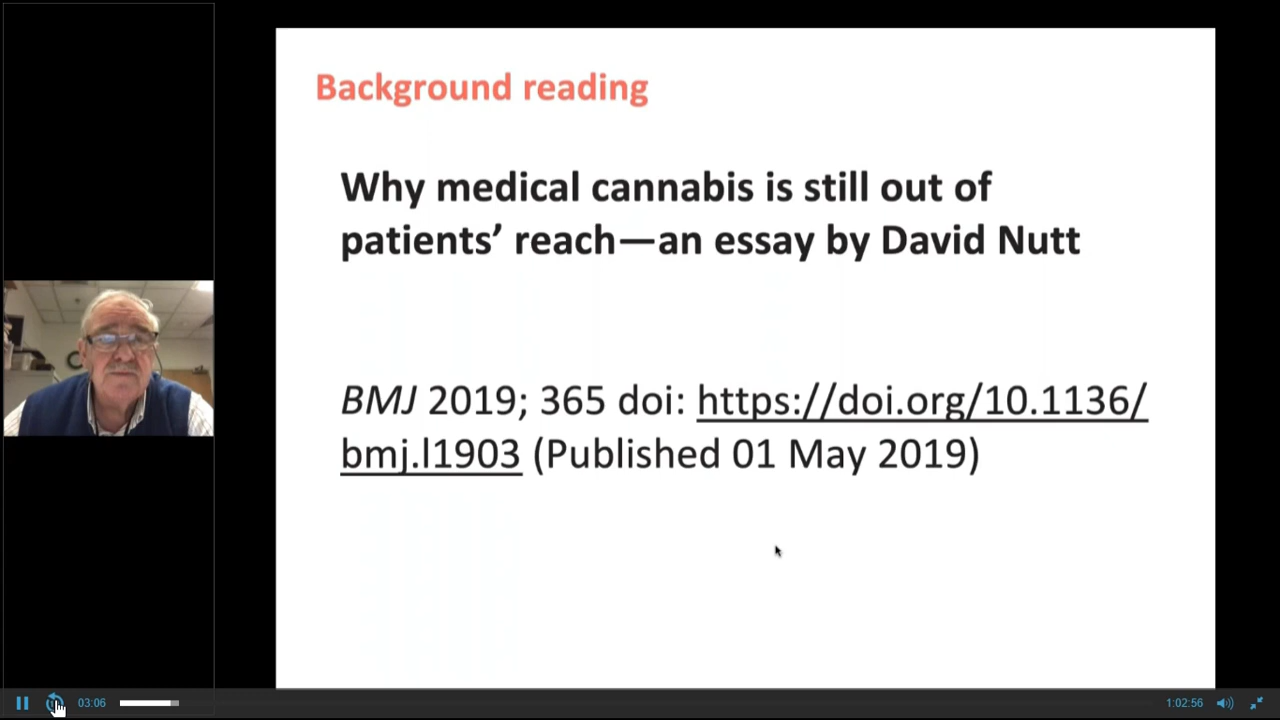 Background reading
Why medical cannabis is still out of
patients’ reach—an essay by David Nutt
BMJ 2019; 365 doi: https://doi.org/10.1136/
bmj.l1903 (Published 01 May 2019)
03:06
1:02:56